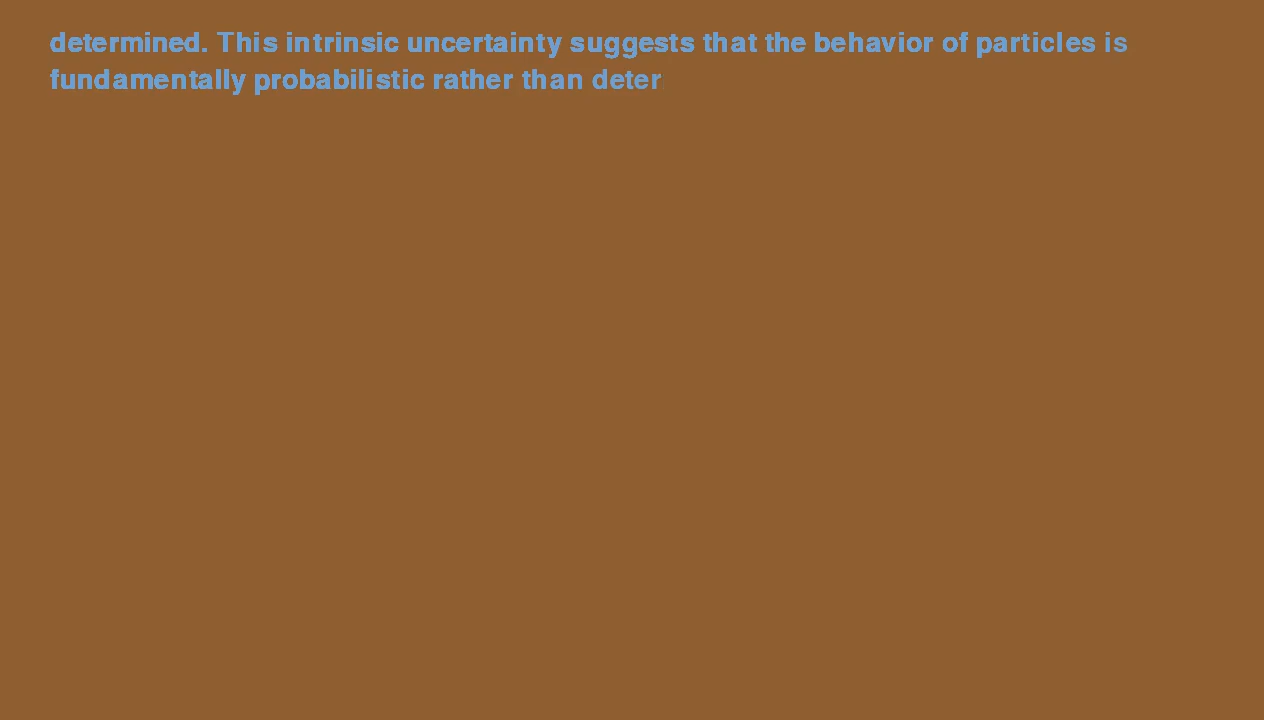 determined. This intrinsic uncertainty suggests that the behavior of particles is
fundamentally probabilistic rather than deter